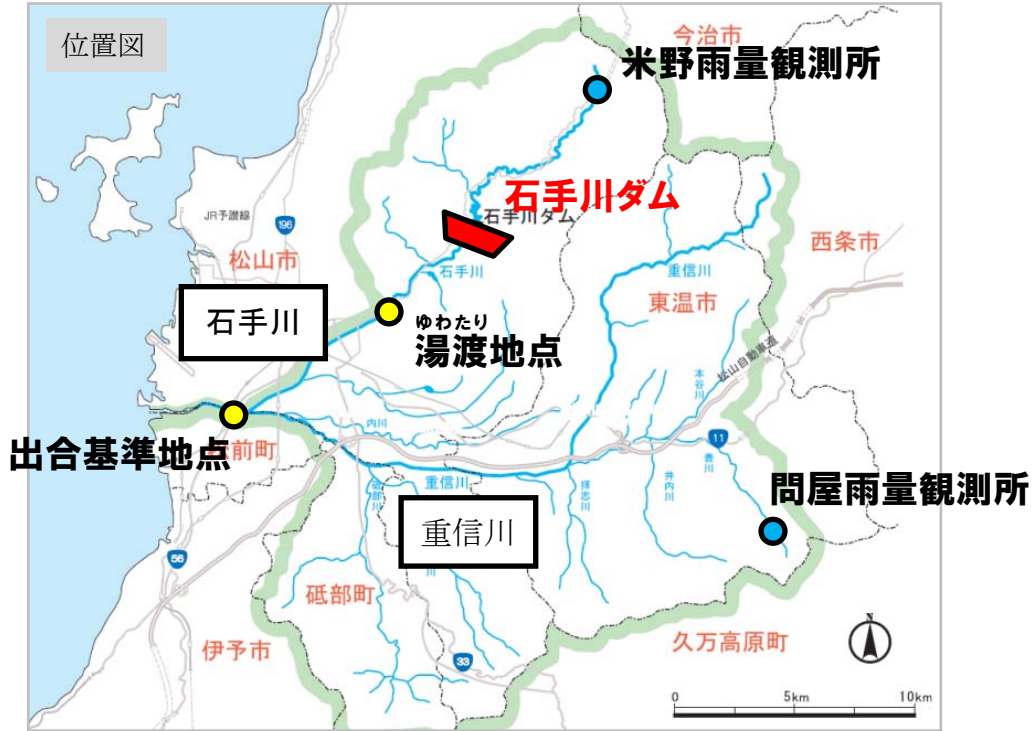 位置図
今治市
米野雨量観測所
石手川ダム
石手川ダム
JR予讃線
196
松山市
石手川
重信川
西条市
東温市
石手川
ゆわたり
湯渡地点
松山自動車道
本谷川
内川
11
表川
出合基準地点
前町
重信川
砥部川
拝志川
井内川
問屋雨量観測所
重信川
川
56
砥部町
伊予市
33
久万高原町
N
0 5km 10km